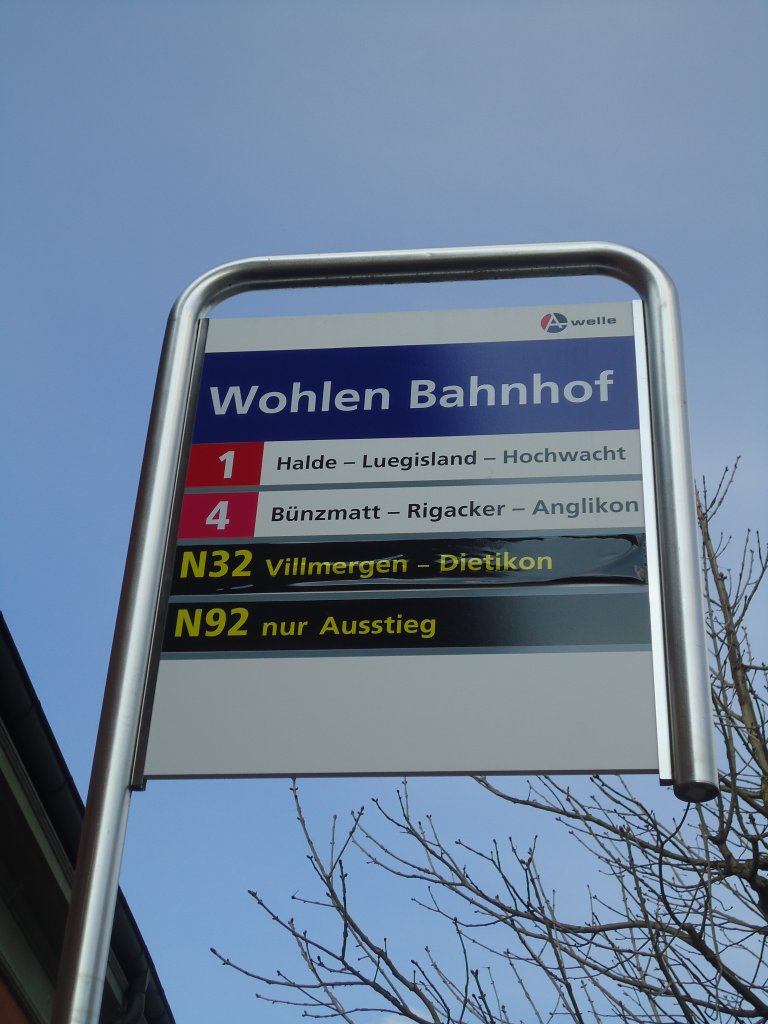 A welle
Wohlen Bahnhof
1 Halde – Luegisland – Hochwacht
4 Bünzmatt – Rigacker – Anglikon
N32 Villmergen – Dietikon
N92 nur Ausstieg